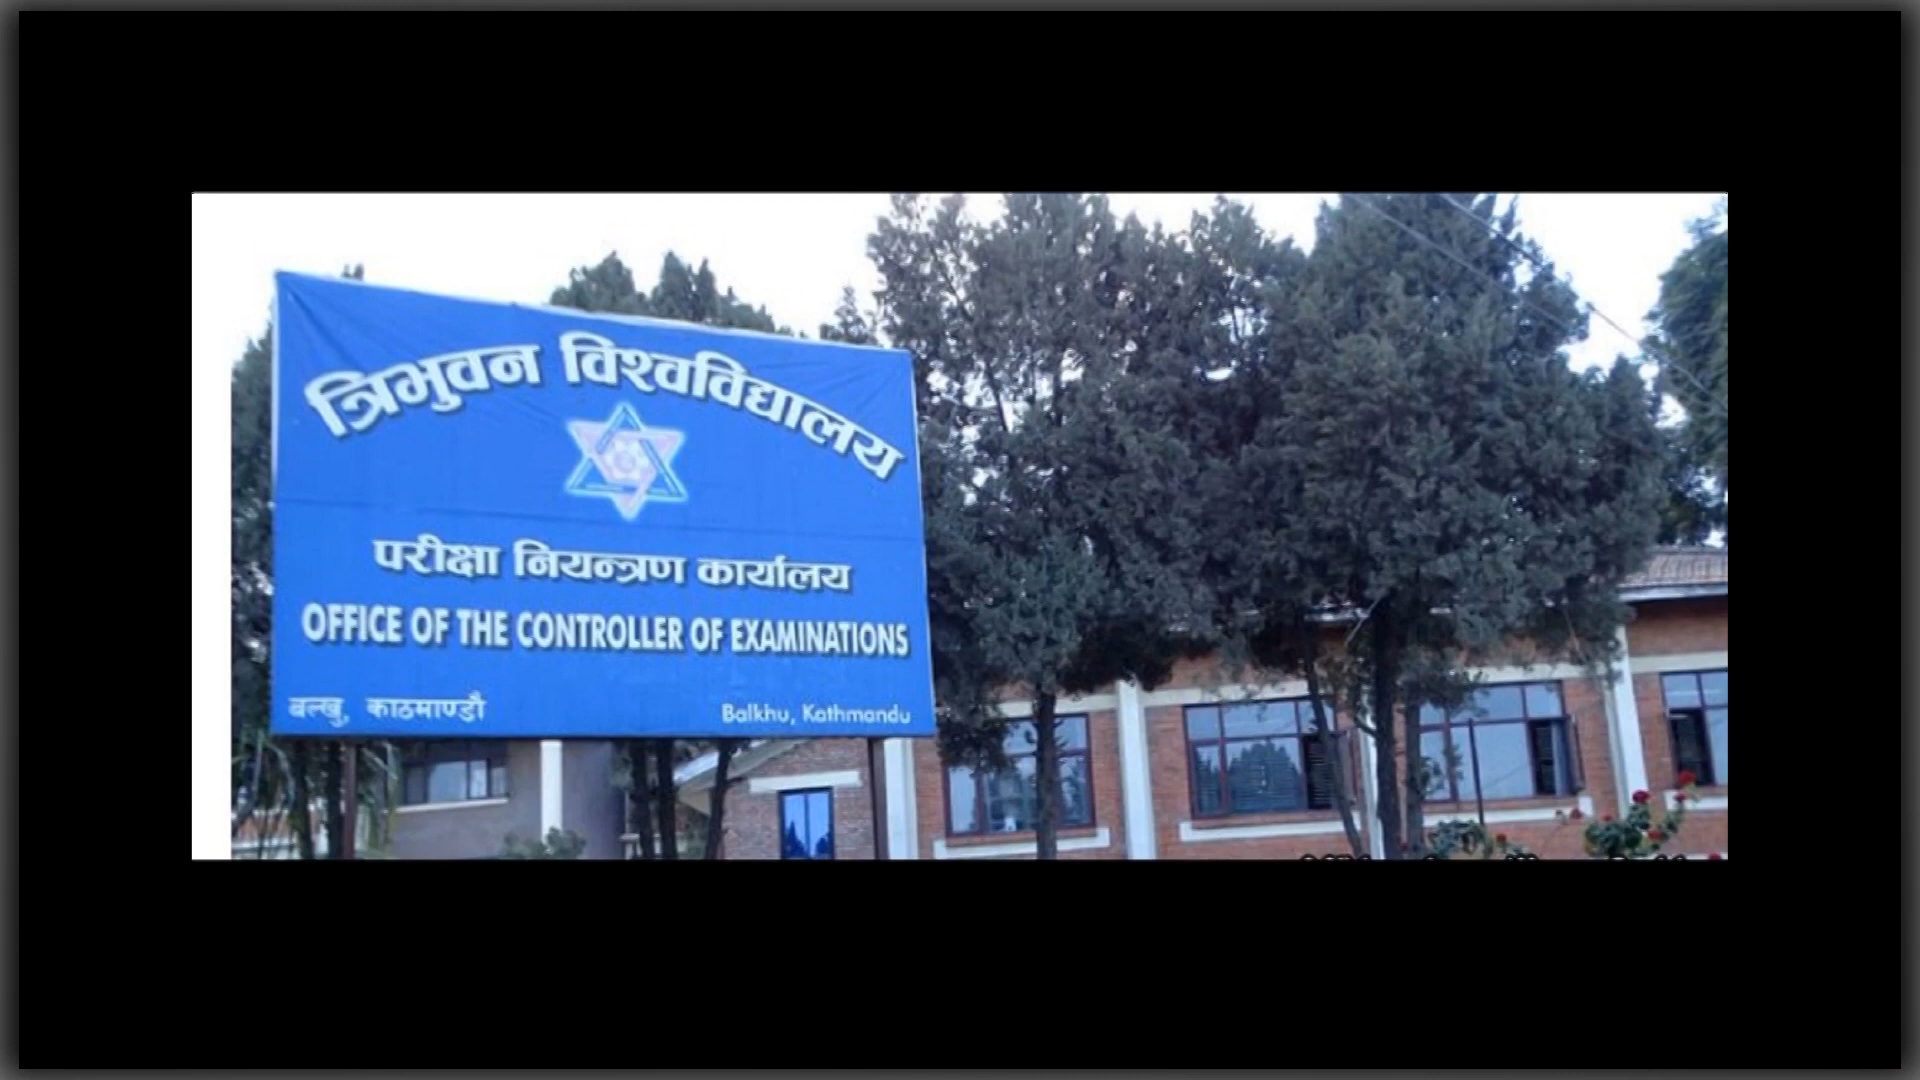 त्रिभुवन विश्वविद्यालय
परीक्षा नियन्त्रण कार्यालय
OFFICE OF THE CONTROLLER OF EXAMINATIONS
बल्खु, काठमाण्डौ
Balkhu, Kathmandu